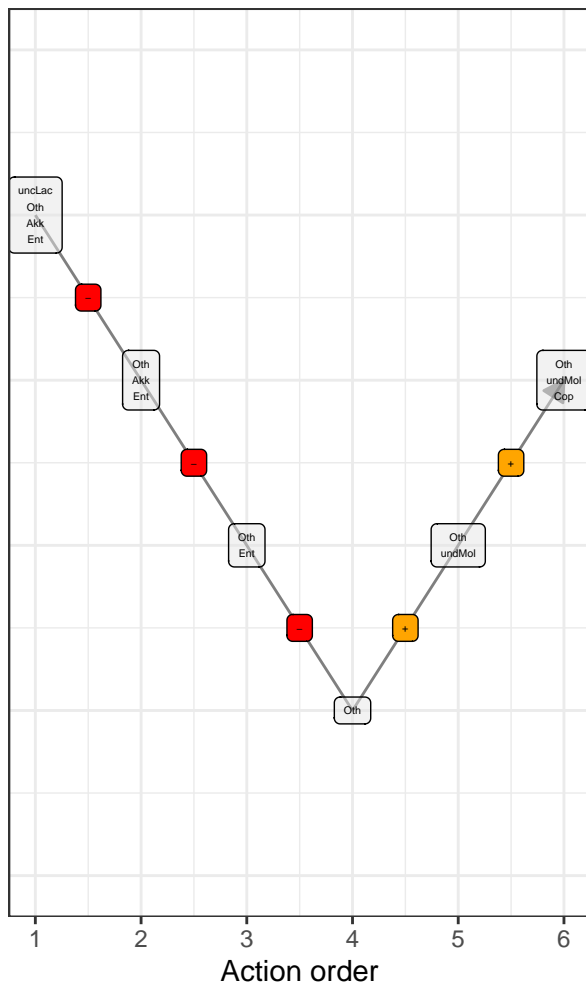 uncLac
Oth
Akk
Ent
–
Oth
Akk
Ent
–
Oth
Ent
–
Oth
+
Oth
undMol
+
Oth
undMol
Cop
1 2 3 4 5 6
Action order